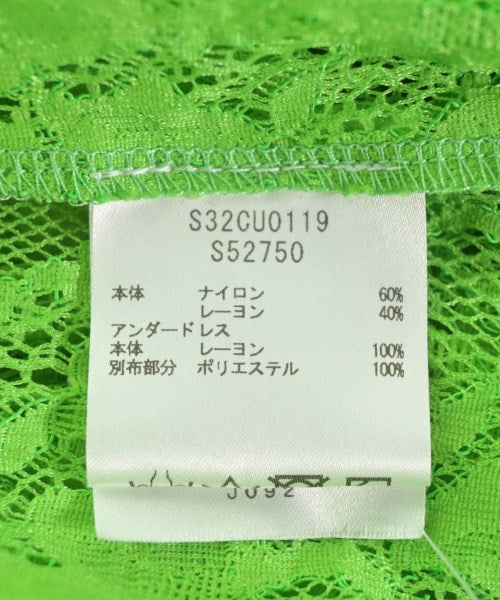 S32CU0119
S52750
本体 ナイロン 60%
レーヨン 40%
アンダードレス
本体 レーヨン 100%
別布部分 ポリエステル 100%
J092